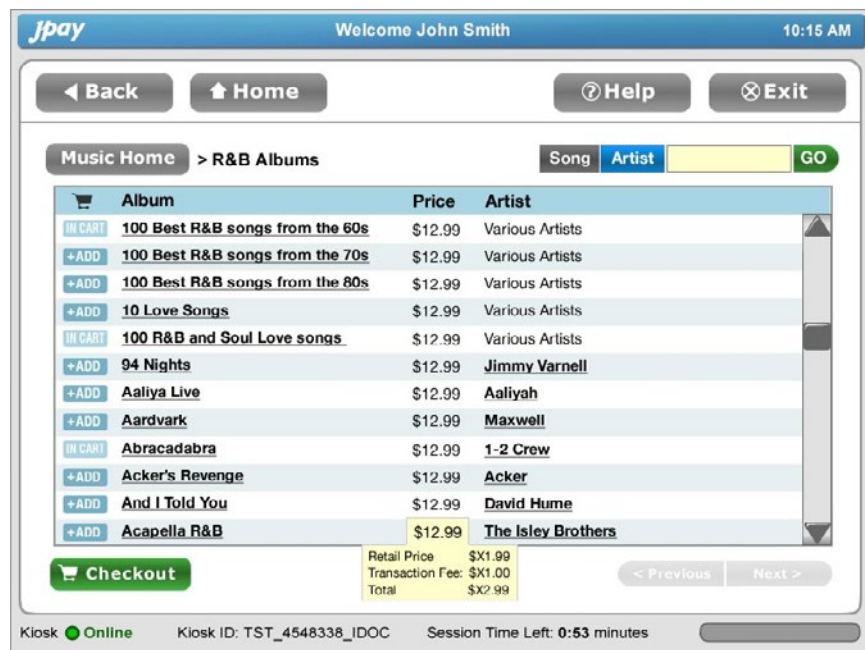 jpay Welcome John Smith 10:15 AM
Back Home Help Exit
Music Home > R&B Albums Song Artist GO
Album Price Artist
IN CART 100 Best R&B songs from the 60s $12.99 Various Artists
+ADD 100 Best R&B songs from the 70s $12.99 Various Artists
+ADD 100 Best R&B songs from the 80s $12.99 Various Artists
+ADD 10 Love Songs $12.99 Various Artists
IN CART 100 R&B and Soul Love songs $12.99 Various Artists
+ADD 94 Nights $12.99 Jimmy Varnell
+ADD Aaliya Live $12.99 Aaliyah
+ADD Aardvark $12.99 Maxwell
IN CART Abracadabra $12.99 1-2 Crew
+ADD Acker's Revenge $12.99 Acker
+ADD And I Told You $12.99 David Hume
+ADD Acapella R&B $12.99 The Isley Brothers
Retail Price $X1.99
Checkout Transaction Fee: $X1.00 < Previous Next >
Total $X2.99
Kiosk Online Kiosk ID: TST_4548338_IDOC Session Time Left: 0:53 minutes